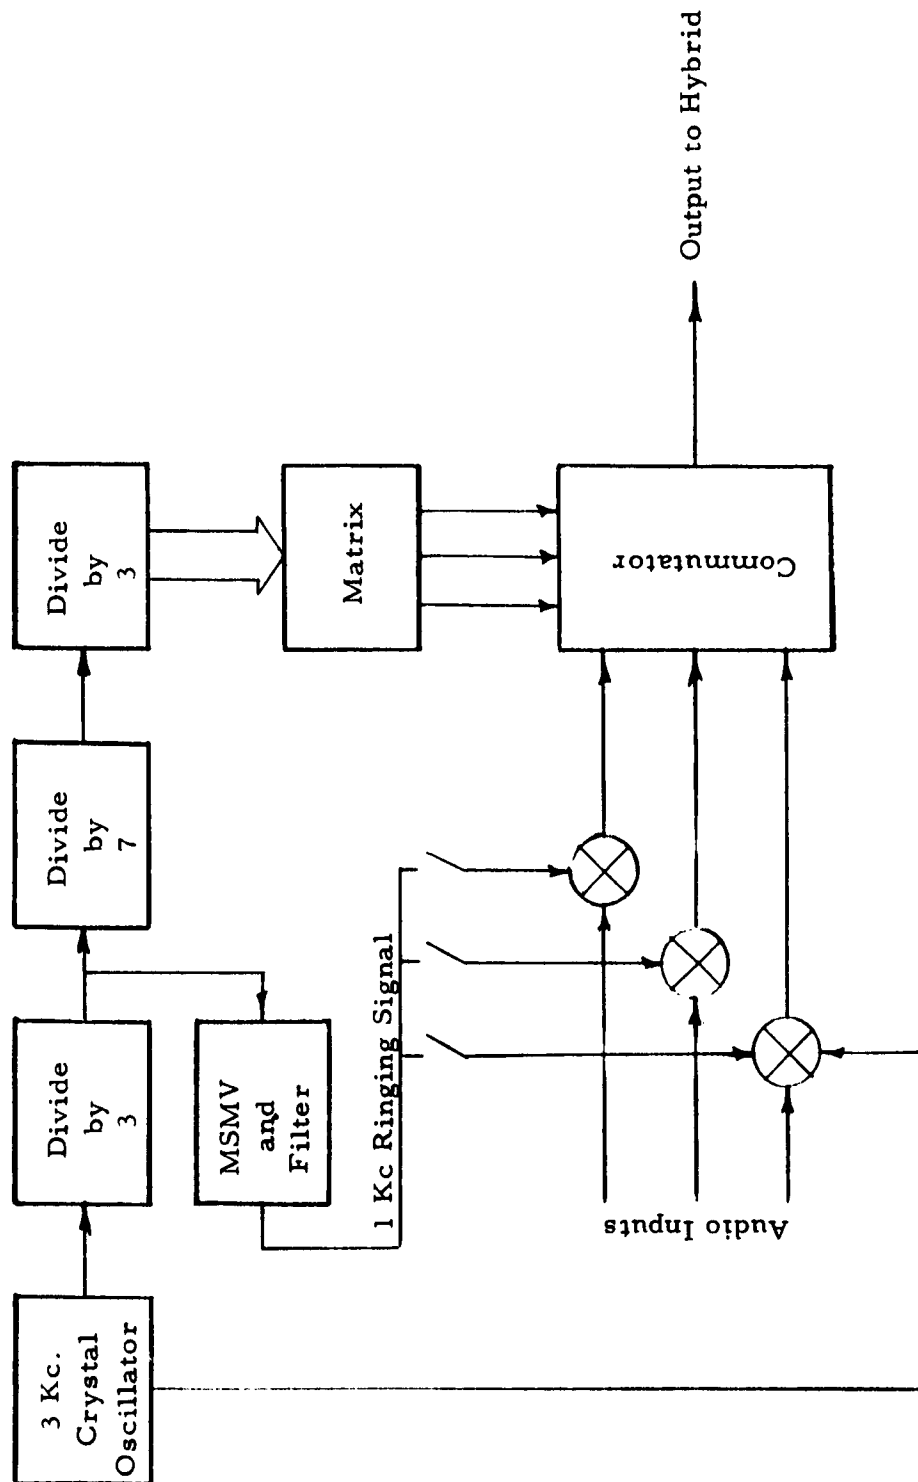 3 Kc.
Crystal
Oscillator
Divide
by
3
Divide
by
7
Divide
by
3
MSMV
and
Filter
Matrix
1 Kc Ringing Signal
Audio Inputs
Commutator
Output to Hybrid